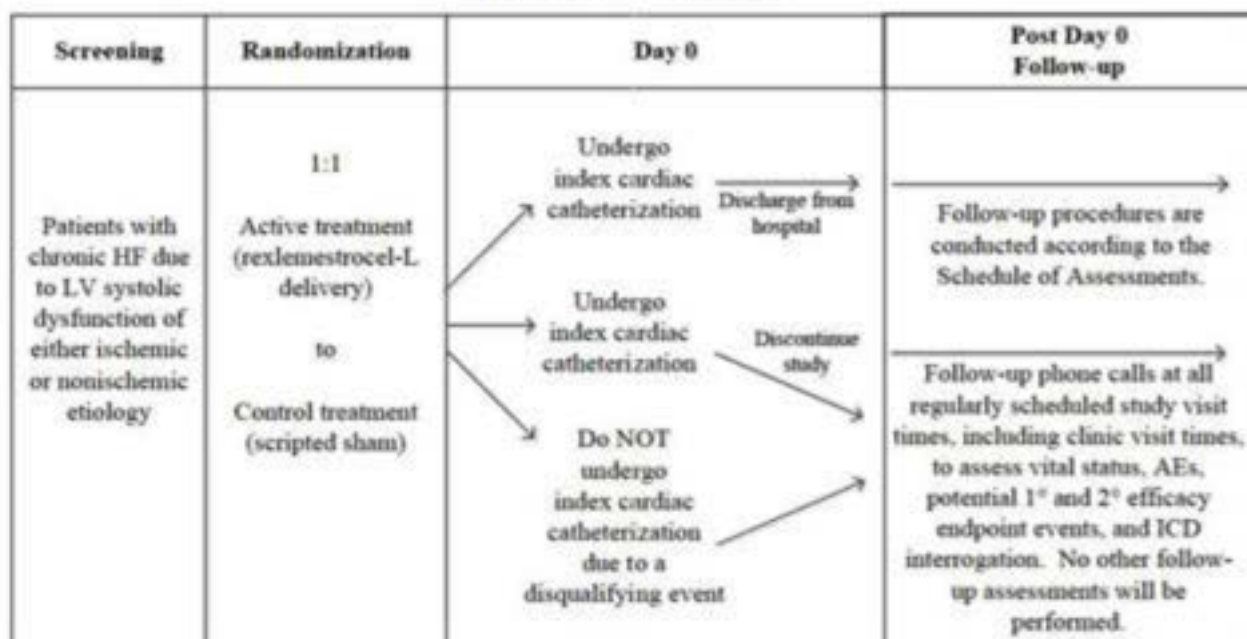 Screening
Randomization
Day 0
Post Day 0
Follow-up
Patients with
chronic HF due
to LV systolic
dysfunction of
either ischemic
or nonischemic
etiology
1:1
Active treatment
(rexlemestrocel-L
delivery)
to
Control treatment
(scripted sham)
Undergo
index cardiac
catheterization
Discharge from
hospital
Undergo
index cardiac
catheterization
Discontinue
study
Do NOT
undergo
index cardiac
catheterization
due to a
disqualifying event
Follow-up procedures are
conducted according to the
Schedule of Assessments.
Follow-up phone calls at all
regularly scheduled study visit
times, including clinic visit times,
to assess vital status, AEs,
potential 1° and 2° efficacy
endpoint events, and ICD
interrogation. No other follow-
up assessments will be
performed.